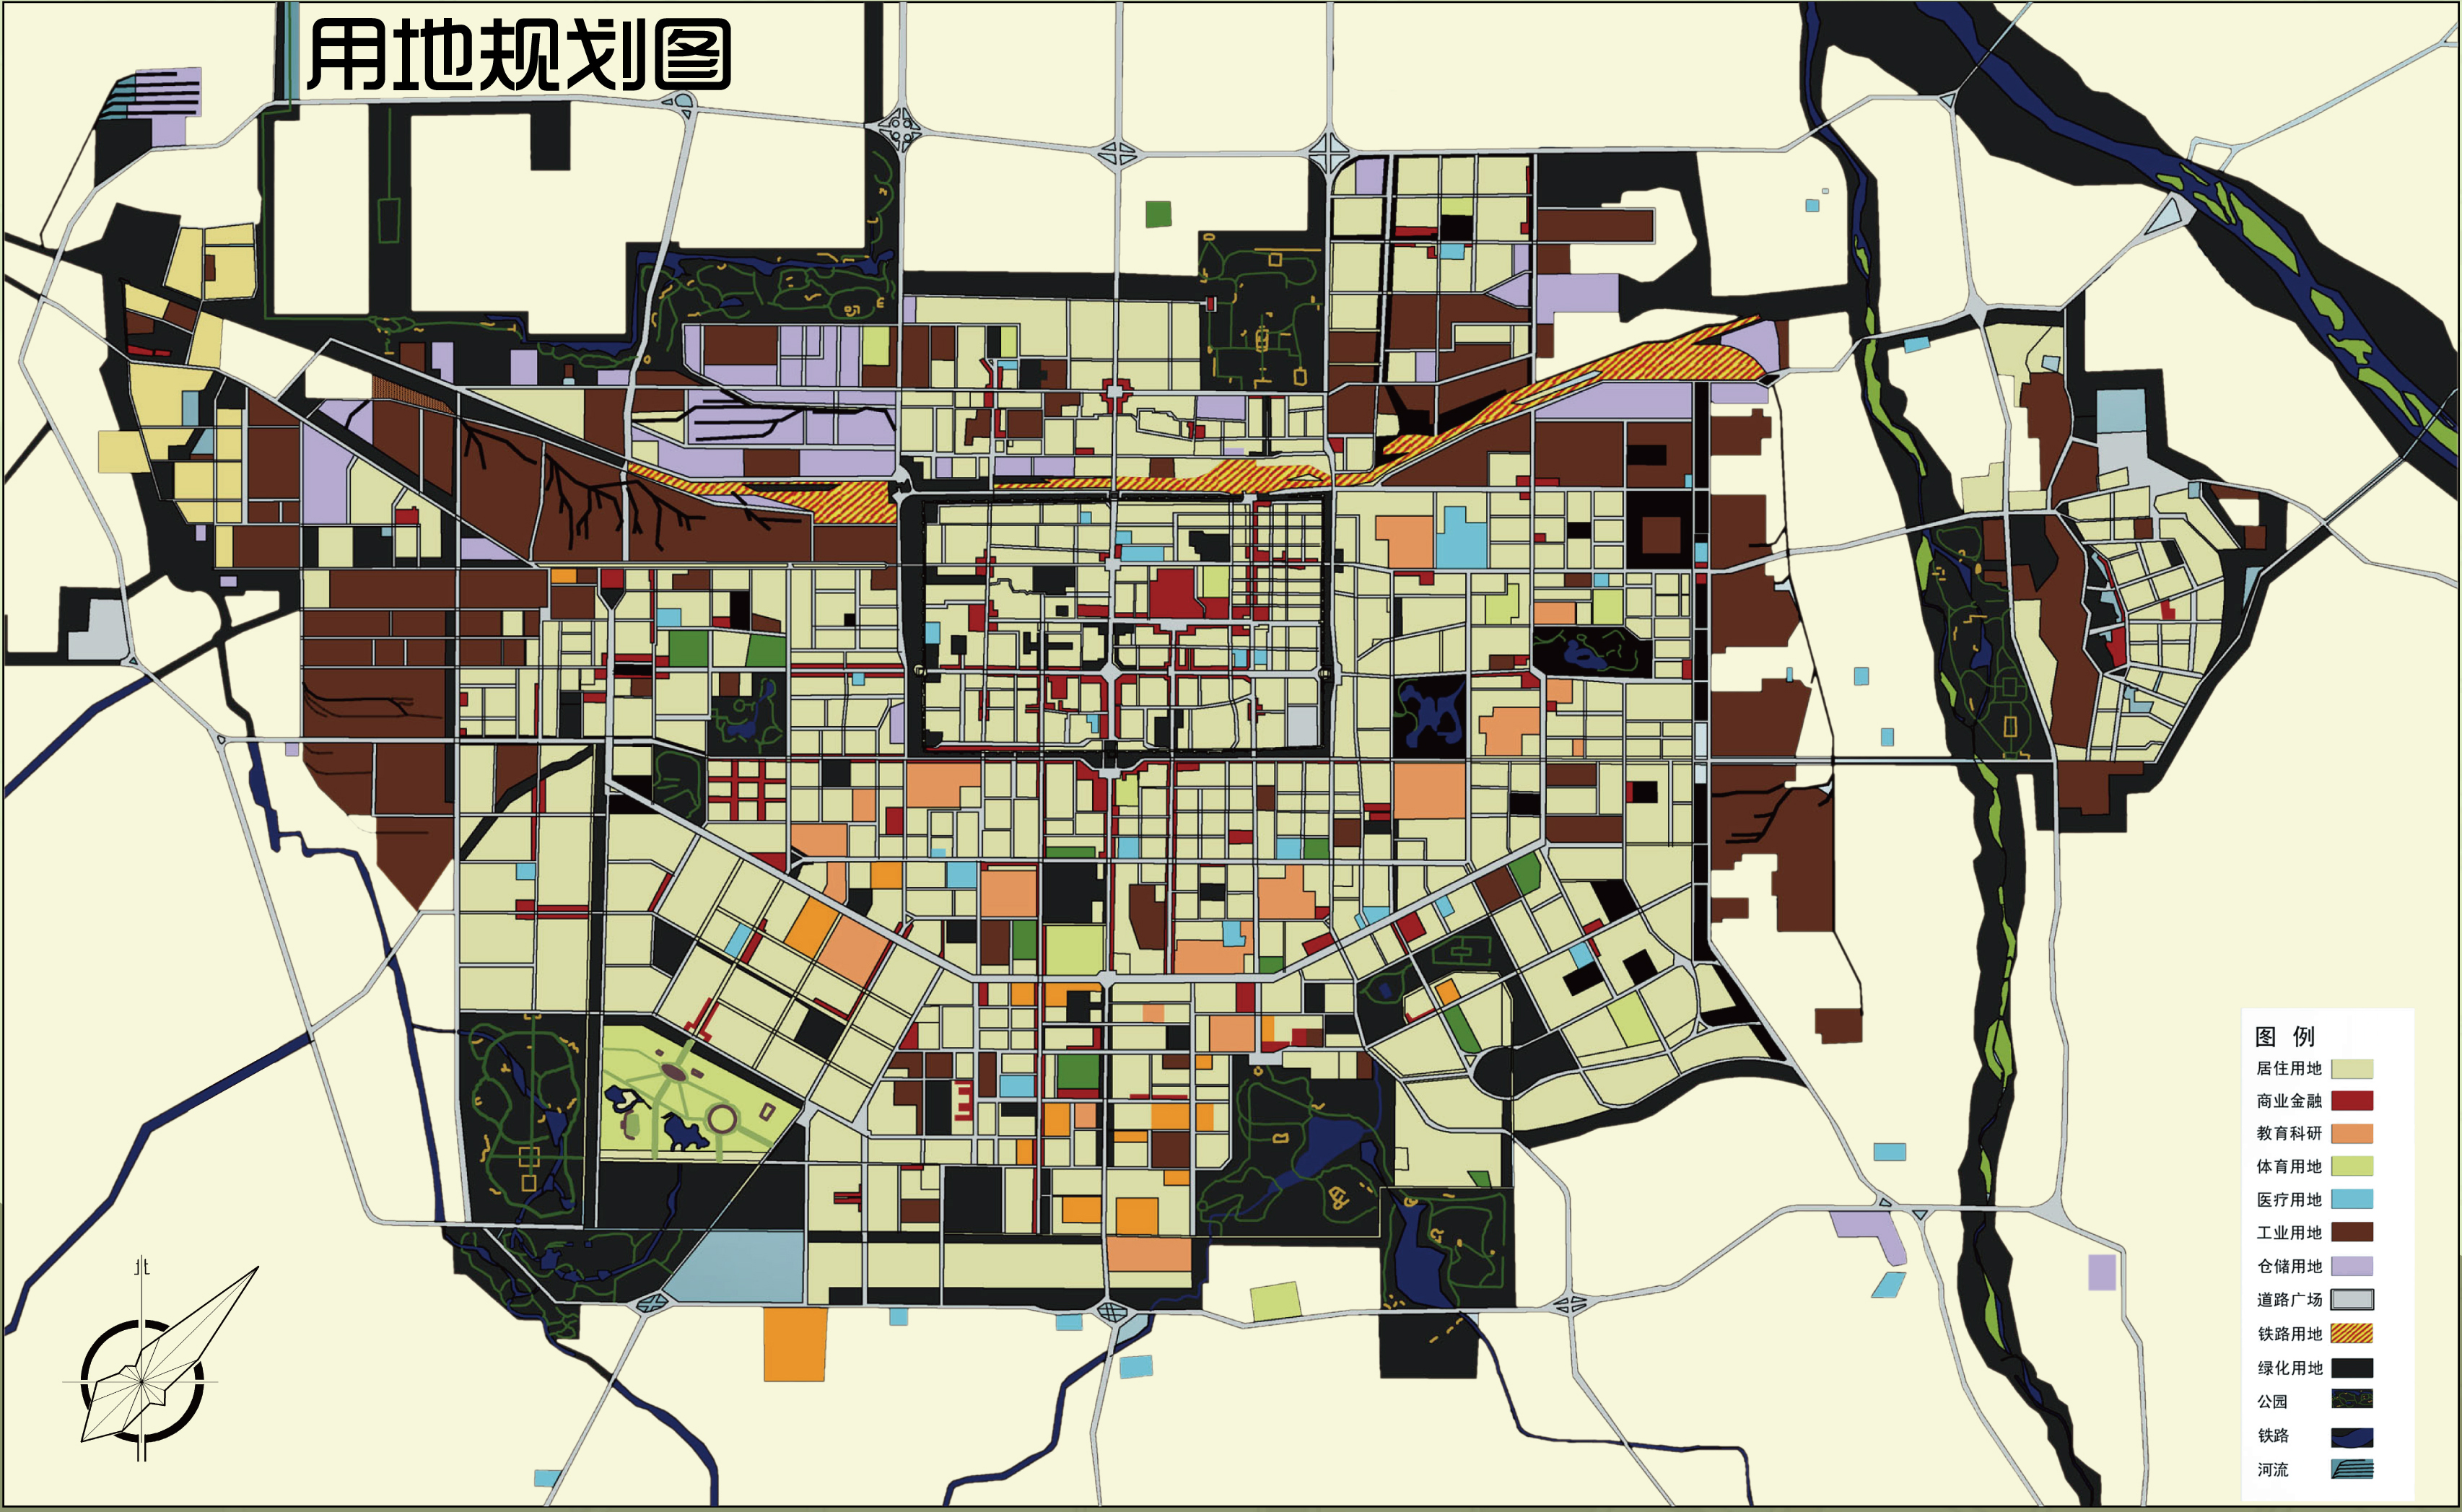 用地规划图
图 例
居住用地
商业金融
教育科研
体育用地
医疗用地
工业用地
仓储用地
道路广场
铁路用地
绿化用地
公园
铁路
河流
北